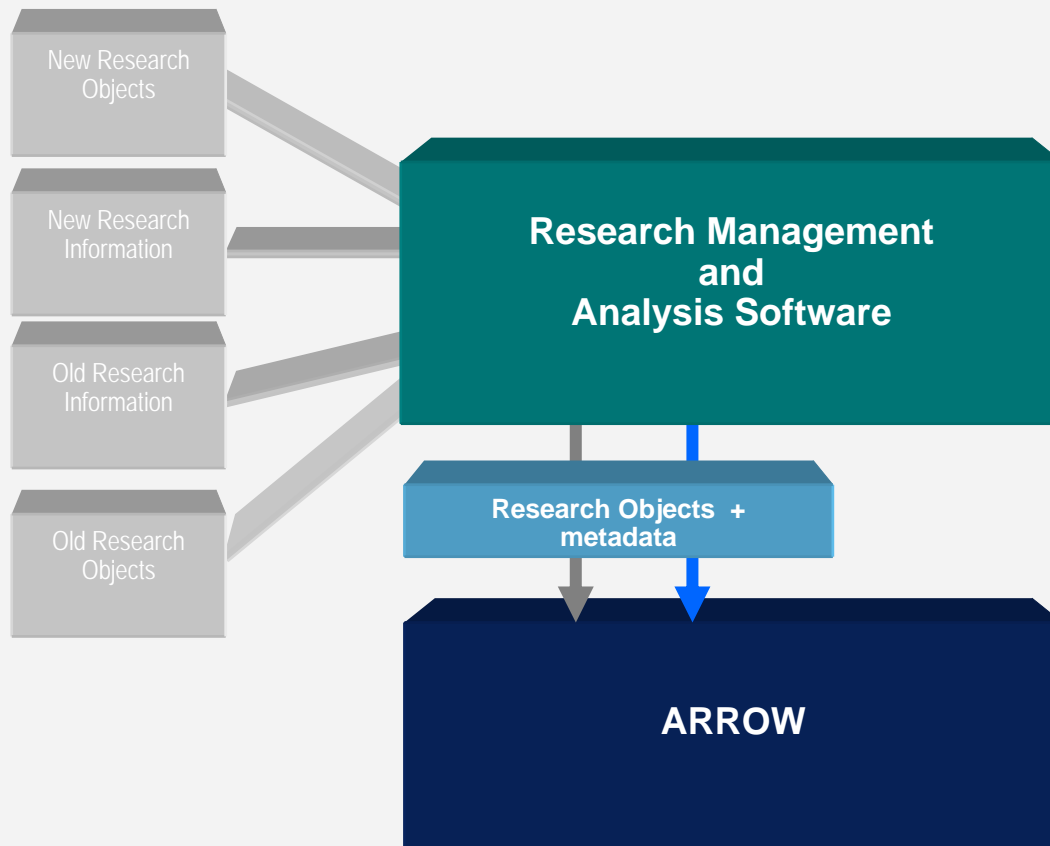 New Research
Objects
New Research
Information
Old Research
Information
Old Research
Objects
Research Management
and
Analysis Software
Research Objects +
metadata
ARROW